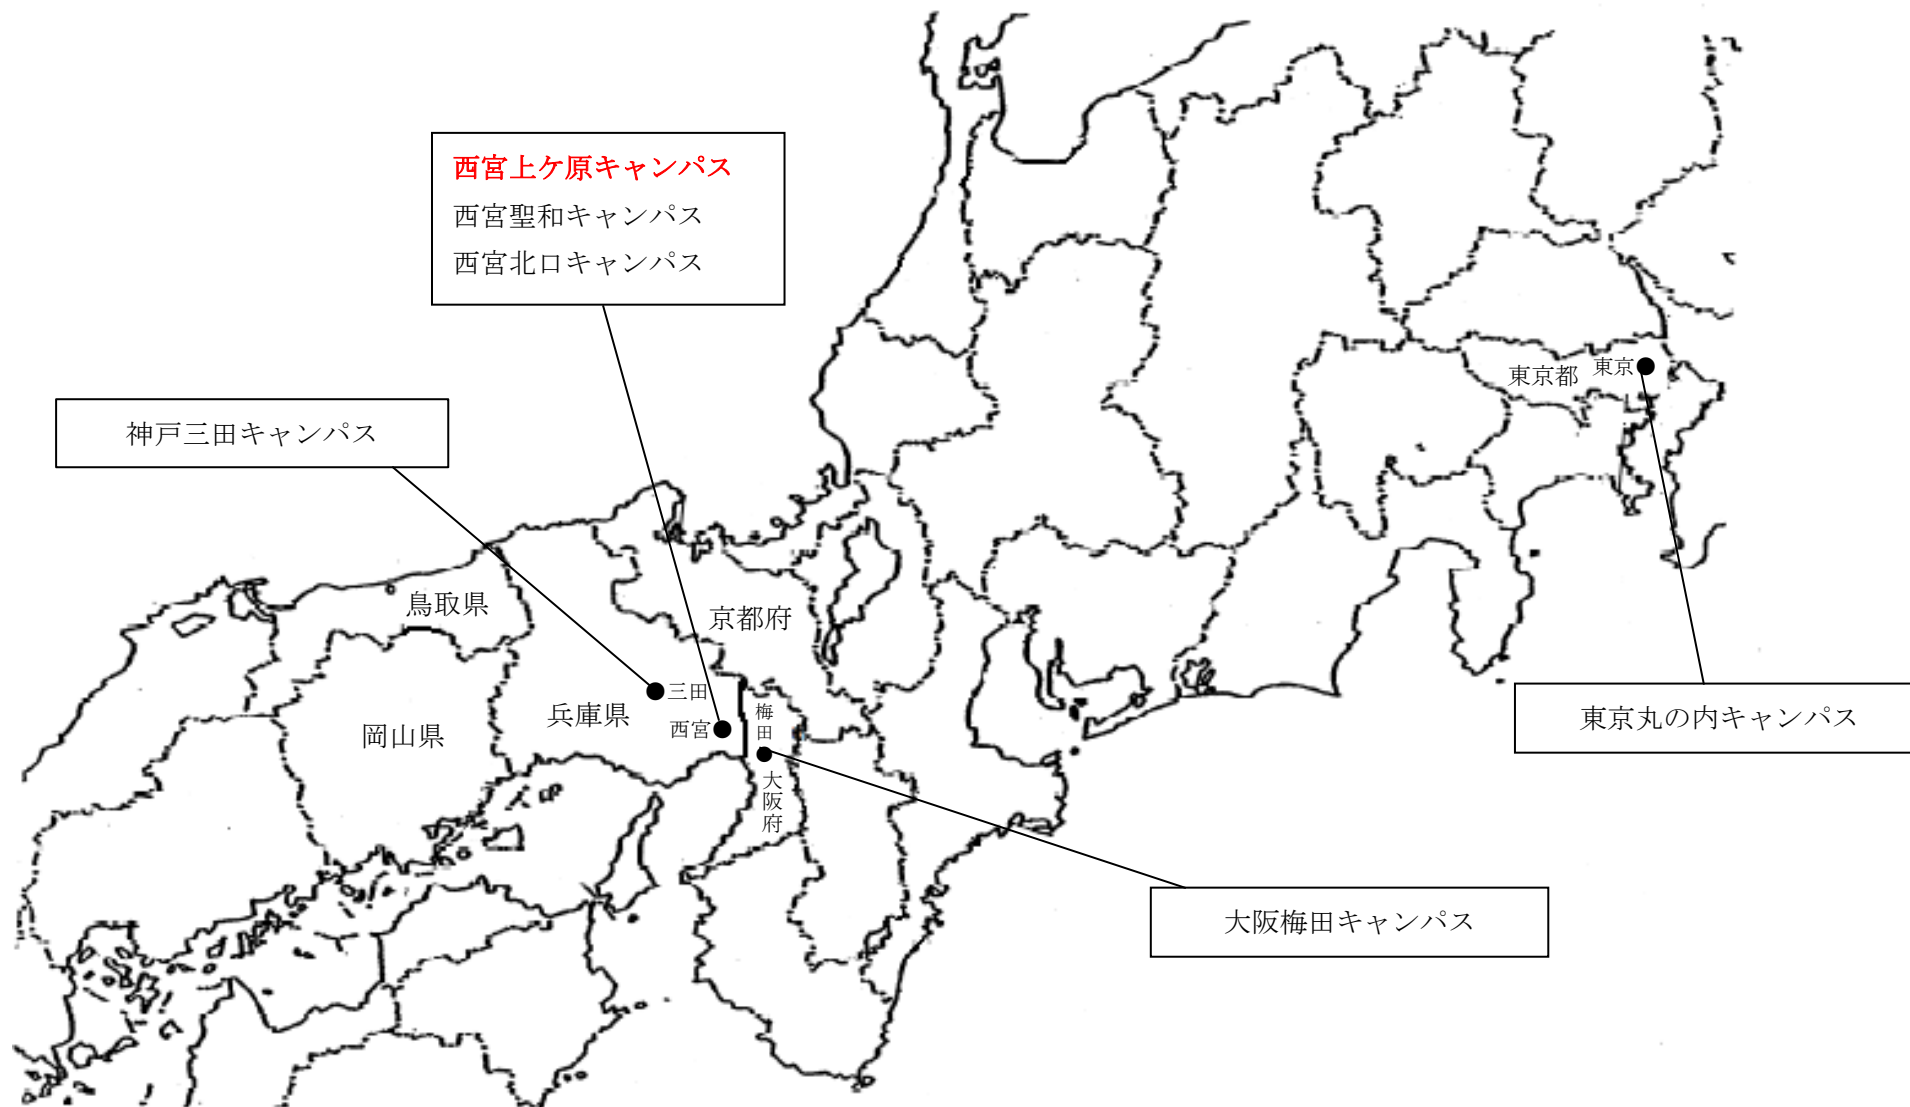 西宮上ケ原キャンパス
西宮聖和キャンパス
西宮北口キャンパス
神戸三田キャンパス
東京都
東京
鳥取県
京都府
三田
兵庫県
西宮
梅田
岡山県
大阪府
東京丸の内キャンパス
大阪梅田キャンパス